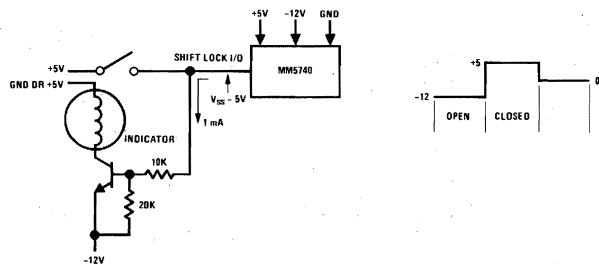 +5V
-12V
GND
+5V
SHIFT LOCK I/O
MM5740
GND OR +5V
VSS - 5V
1 mA
INDICATOR
10K
20K
-12V
+5
0
-12
OPEN
CLOSED